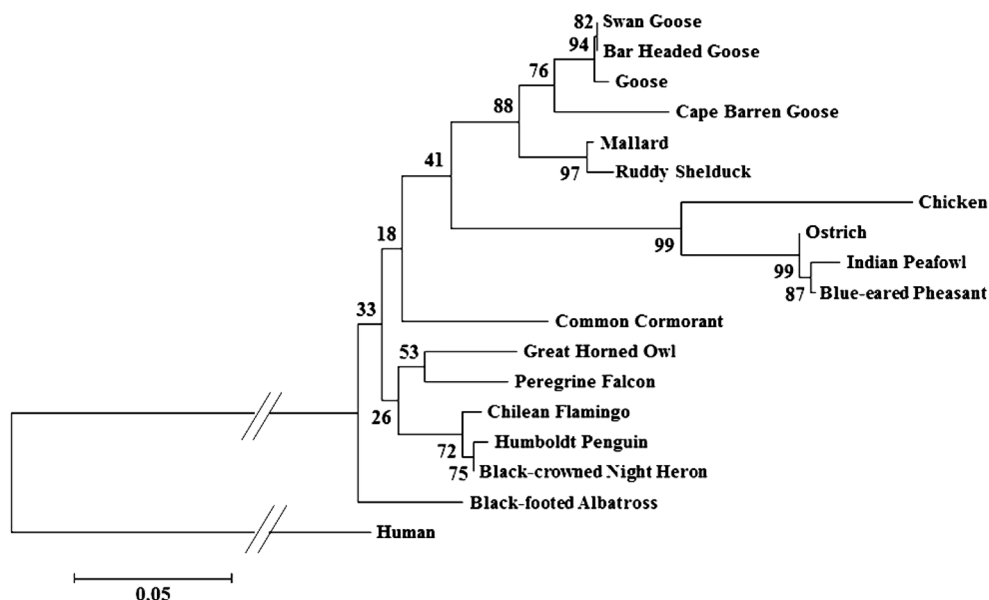 82 Swan Goose
94 Bar Headed Goose
76
Goose
88
Cape Barren Goose
Mallard
41
97 Ruddy Shelduck
Chicken
18
99
Ostrich
99 Indian Peafowl
87 Blue-eared Pheasant
33
Common Cormorant
53 Great Horned Owl
Peregrine Falcon
26
Chilean Flamingo
72 Humboldt Penguin
75 Black-crowned Night Heron
Black-footed Albatross
Human
0.05